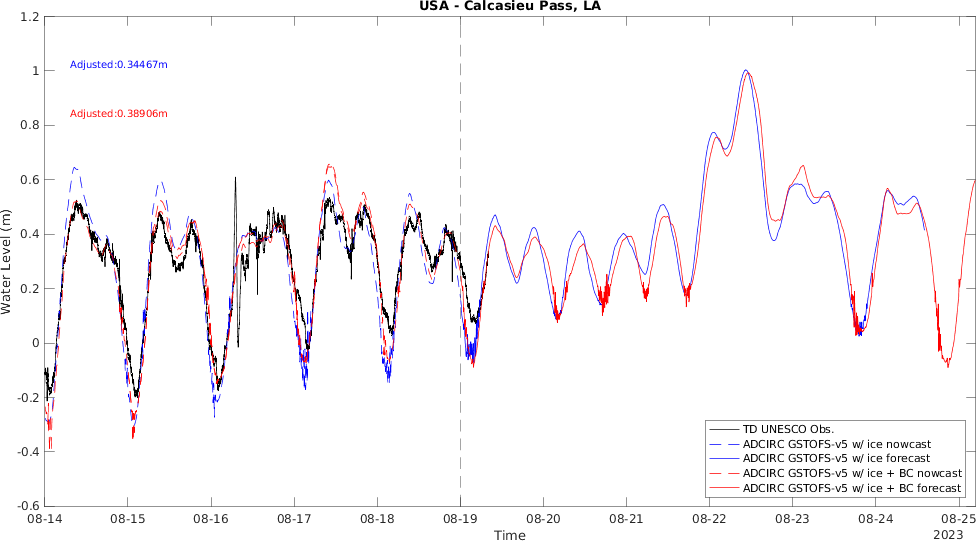 USA - Calcasieu Pass, LA
1.2
1
0.8
0.6
0.4
0.2
0
-0.2
-0.4
-0.6
Water Level (m)
Adjusted:0.34467m
Adjusted:0.38906m
TD UNESCO Obs.
ADCIRC GSTOFS-v5 w/ ice nowcast
ADCIRC GSTOFS-v5 w/ ice forecast
ADCIRC GSTOFS-v5 w/ ice + BC nowcast
ADCIRC GSTOFS-v5 w/ ice + BC forecast
08-14 08-15 08-16 08-17 08-18 08-19 08-20 08-21 08-22 08-23 08-24 08-25
Time
2023